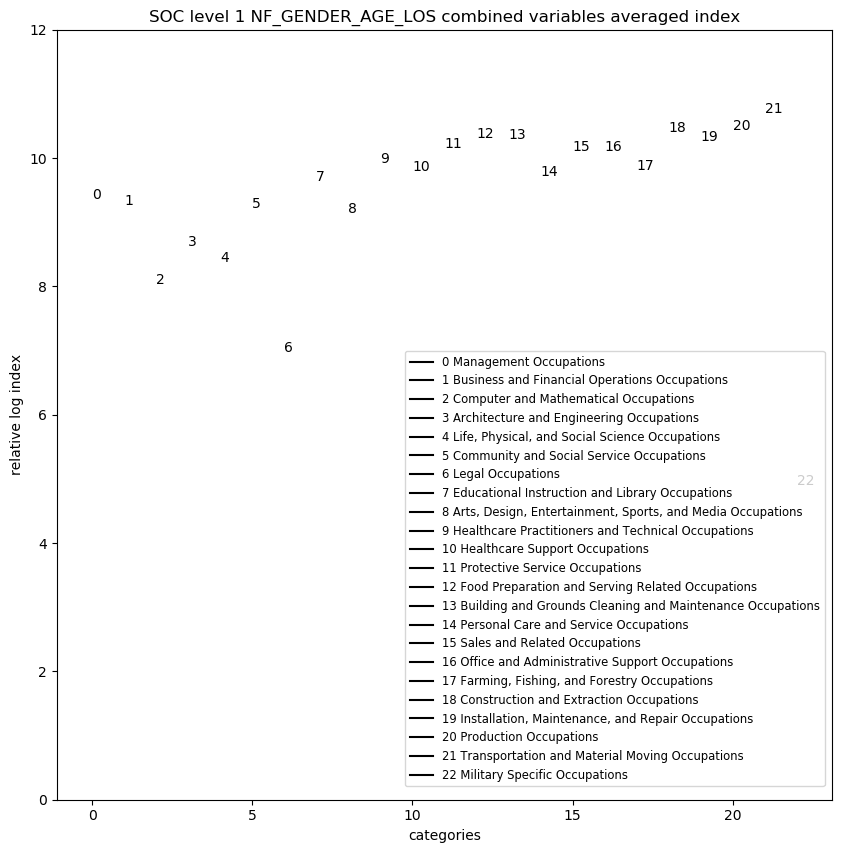 SOC level 1 NF_GENDER_AGE_LOS combined variables averaged index
12
10
8
6
4
2
0
relative log index
0
1
2
3
4
5
6
7
8
9
10
11
12
13
14
15
16
17
18
19
20
21
22
0 Management Occupations
1 Business and Financial Operations Occupations
2 Computer and Mathematical Occupations
3 Architecture and Engineering Occupations
4 Life, Physical, and Social Science Occupations
5 Community and Social Service Occupations
6 Legal Occupations
7 Educational Instruction and Library Occupations
8 Arts, Design, Entertainment, Sports, and Media Occupations
9 Healthcare Practitioners and Technical Occupations
10 Healthcare Support Occupations
11 Protective Service Occupations
12 Food Preparation and Serving Related Occupations
13 Building and Grounds Cleaning and Maintenance Occupations
14 Personal Care and Service Occupations
15 Sales and Related Occupations
16 Office and Administrative Support Occupations
17 Farming, Fishing, and Forestry Occupations
18 Construction and Extraction Occupations
19 Installation, Maintenance, and Repair Occupations
20 Production Occupations
21 Transportation and Material Moving Occupations
22 Military Specific Occupations
0
5
10
15
20
categories